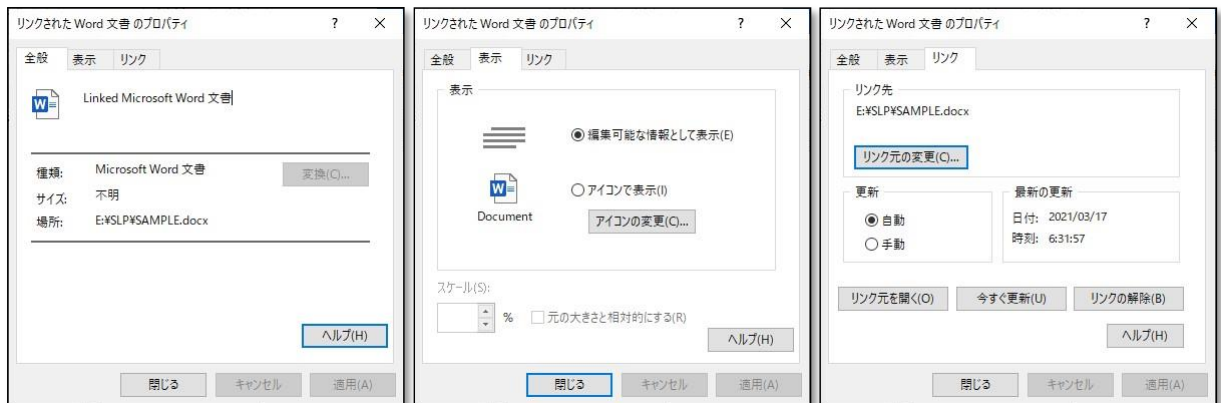 リンクされた Word 文書 のプロパティ ? ×
全般 表示 リンク
Linked Microsoft Word 文書
種類: Microsoft Word 文書
変換(C)...
サイズ: 不明
場所: E:¥SLP¥SAMPLE.docx
ヘルプ(H)
閉じる キャンセル 適用(A)
リンクされた Word 文書 のプロパティ ? ×
全般 表示 リンク
表示
編集可能な情報として表示(E)
アイコンで表示(I)
Document
アイコンの変更(C)...
スケール(S):
% 元の大きさと相対的にする(R)
ヘルプ(H)
閉じる キャンセル 適用(A)
リンクされた Word 文書 のプロパティ ? ×
全般 表示 リンク
リンク先
E:¥SLP¥SAMPLE.docx
リンク元の変更(C)...
更新
自動
手動
最新の更新
日付: 2021/03/17
時刻: 6:31:57
リンク元を開く(O) 今すぐ更新(U) リンクの解除(B)
ヘルプ(H)
閉じる キャンセル 適用(A)